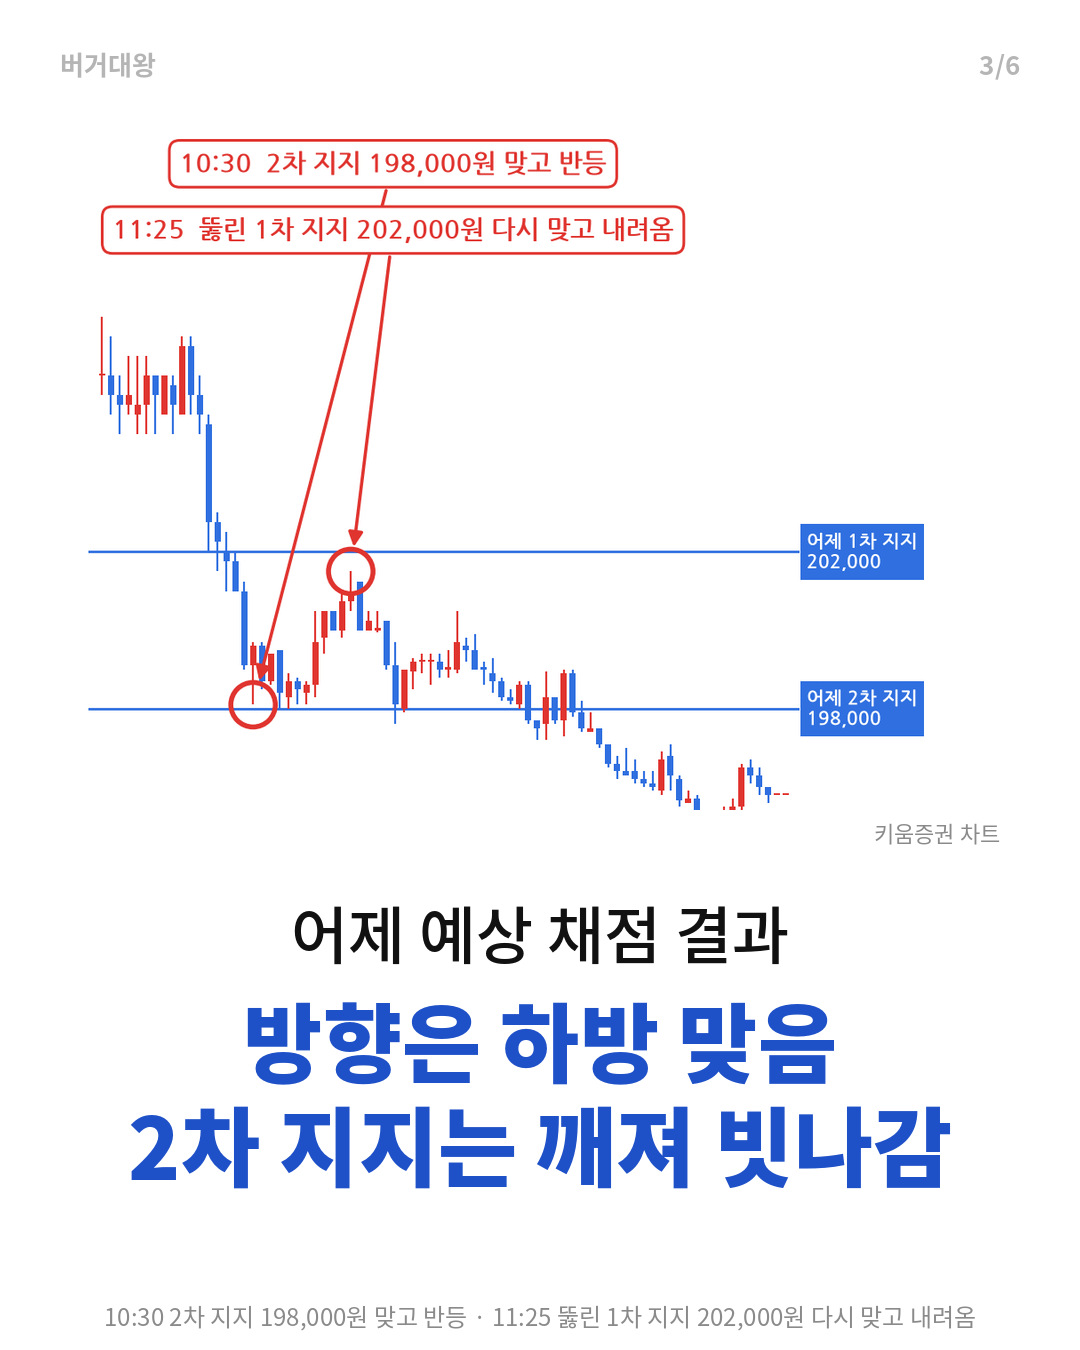 버거대왕
3/6
10:30 2차 지지 198,000원 맞고 반등
11:25 뚫린 1차 지지 202,000원 다시 맞고 내려옴
어제 1차 지지
202,000
어제 2차 지지
198,000
키움증권 차트
어제 예상 채점 결과
방향은 하방 맞음
2차 지지는 깨져 빗나감
10:30 2차 지지 198,000원 맞고 반등 · 11:25 뚫린 1차 지지 202,000원 다시 맞고 내려옴